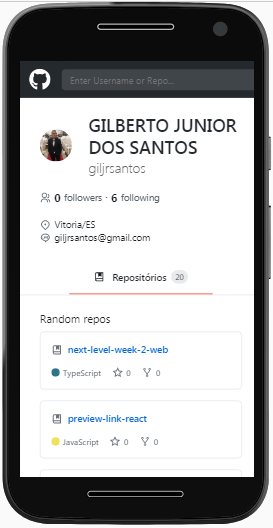 Enter Username or Repo...
GILBERTO JUNIOR
DOS SANTOS
giljrsantos
0 followers · 6 following
Vitoria/ES
giljrsantos@gmail.com
Repositórios 20
Random repos
next-level-week-2-web
TypeScript 0 0
preview-link-react
JavaScript 0 0